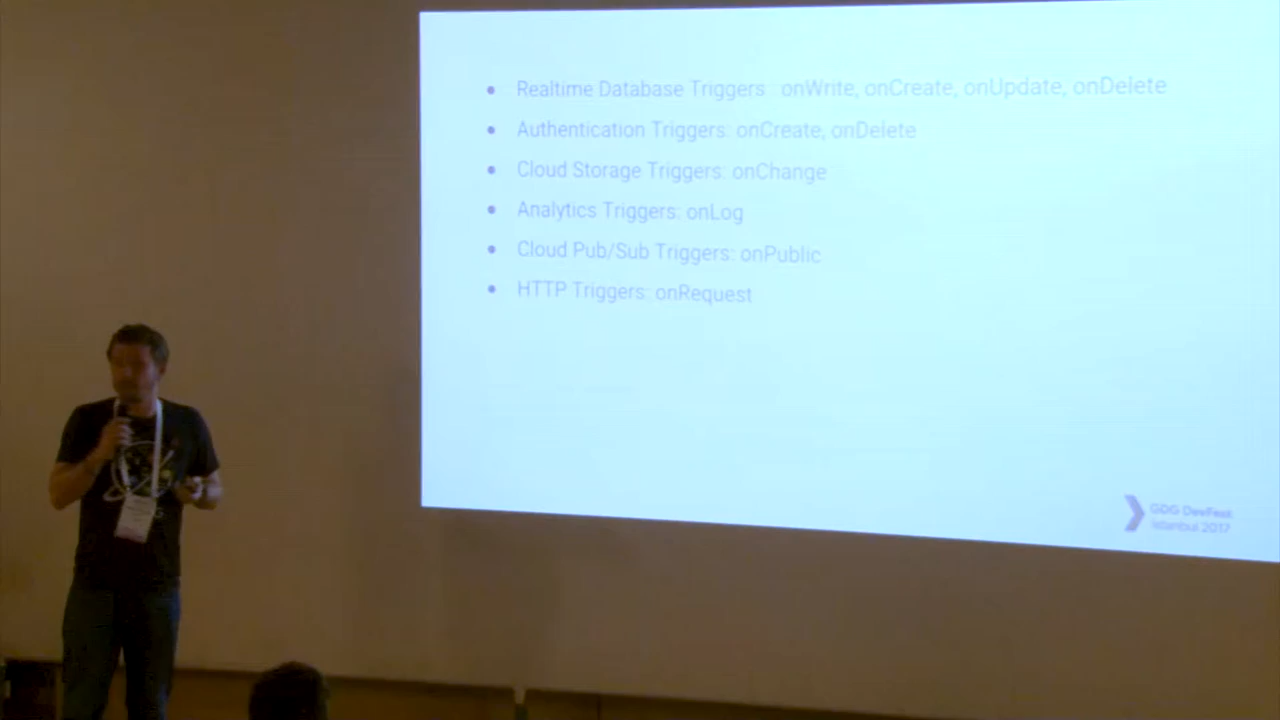 • Realtime Database Triggers : onWrite, onCreate, onUpdate, onDelete
• Authentication Triggers: onCreate, onDelete
• Cloud Storage Triggers: onChange
• Analytics Triggers: onLog
• Cloud Pub/Sub Triggers: onPublic
• HTTP Triggers: onRequest
GDG DevFest
Istanbul 2017